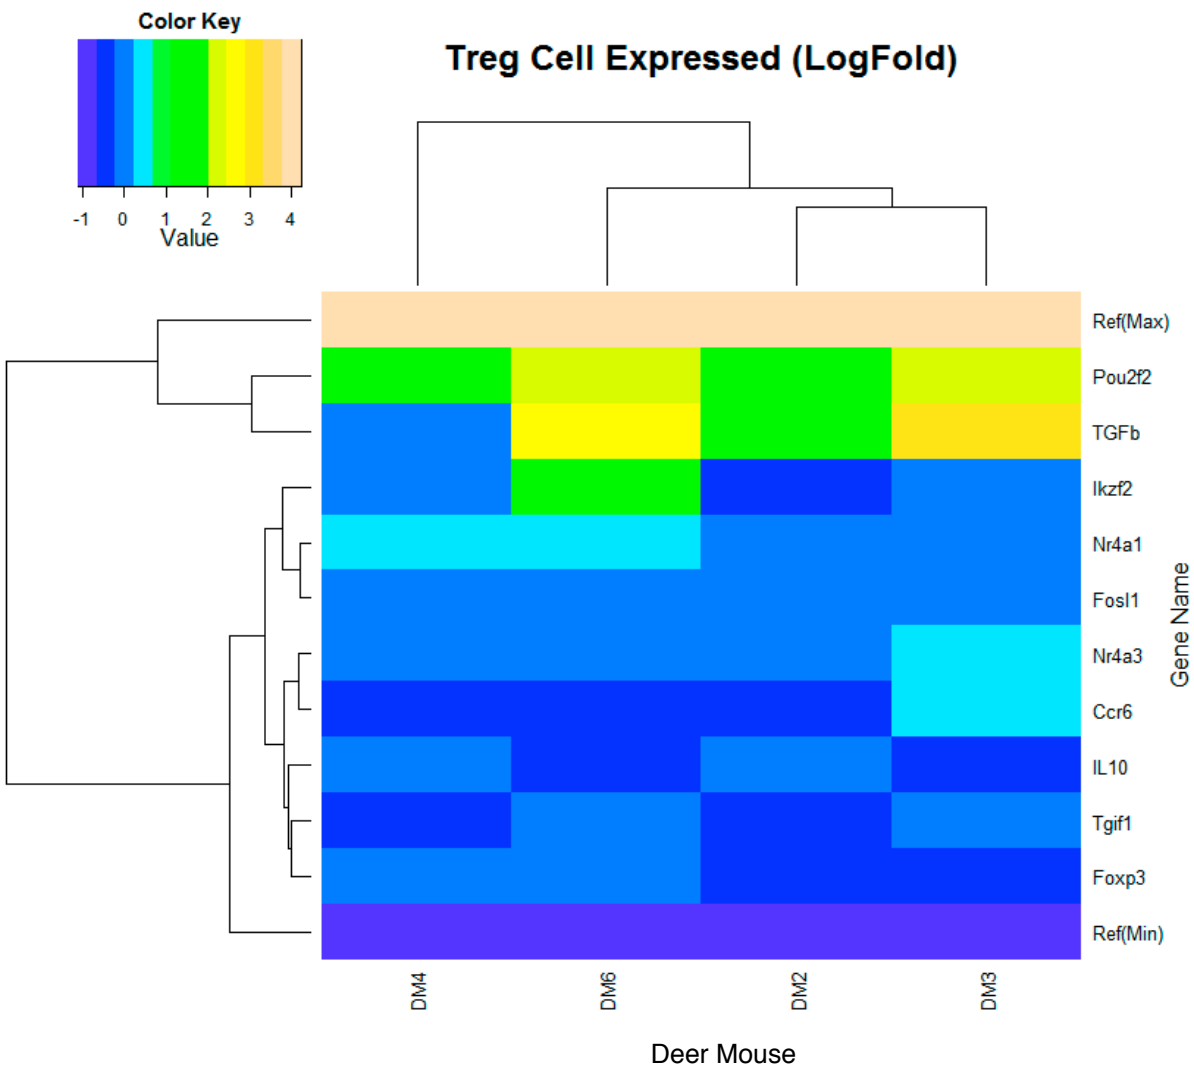 Color Key
-1 0 1 2 3 4
Value
Treg Cell Expressed (LogFold)
Ref(Max)
Pou2f2
TGFb
Ikzf2
Nr4a1
Fosl1
Nr4a3
Ccr6
IL10
Tgif1
Foxp3
Ref(Min)
Gene Name
DM4 DM6 DM2 DM3
Deer Mouse